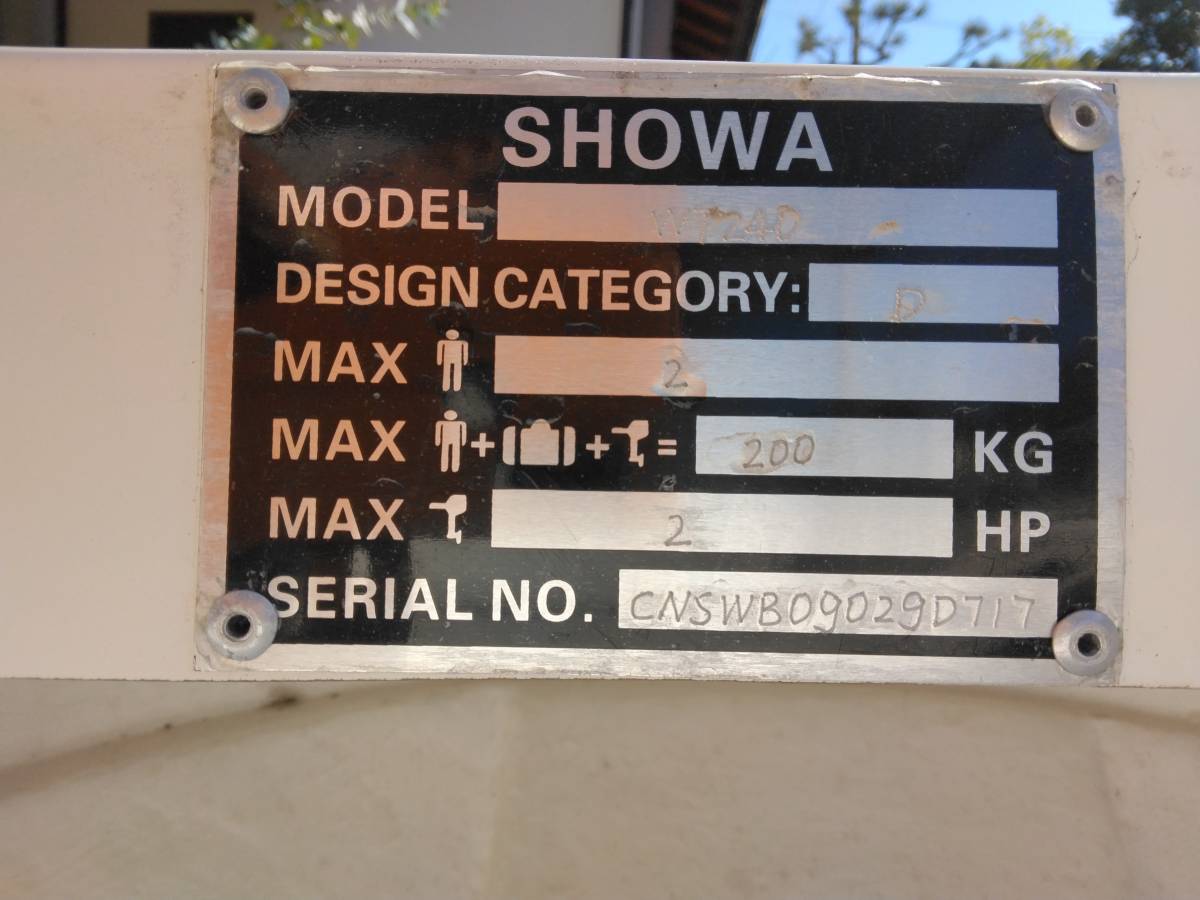 SHOWA
MODEL WT240
DESIGN CATEGORY: D
MAX 2
MAX + + = 200 KG
MAX 2 HP
SERIAL NO. CNSWB09029D717